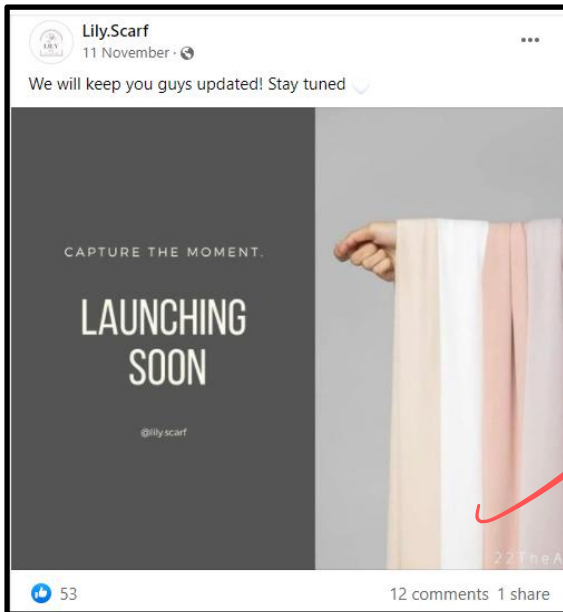 Lily.Scarf
11 November
We will keep you guys updated! Stay tuned
CAPTURE THE MOMENT.
LAUNCHING
SOON
@lily.scarf
22TheA
53
12 comments 1 share